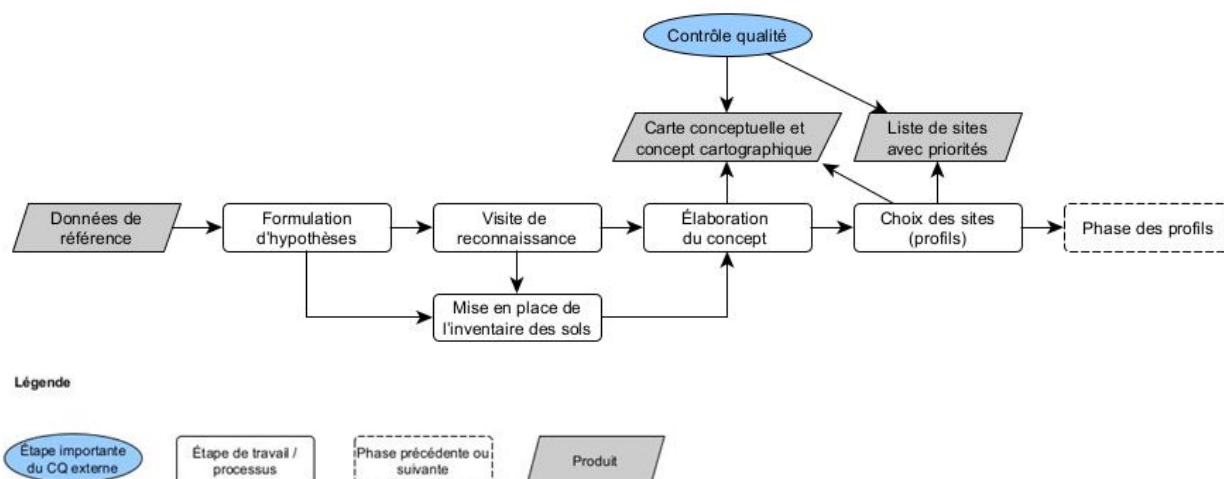 Contrôle qualité
Carte conceptuelle et
concept cartographique
Liste de sites
avec priorités
Données de
référence
Formulation
d'hypothèses
Visite de
reconnaissance
Élaboration
du concept
Choix des sites
(profils)
Phase des profils
Mise en place de
l'inventaire des sols
Légende
Étape importante
du CQ externe
Étape de travail /
processus
Phase précédente ou
suivante
Produit